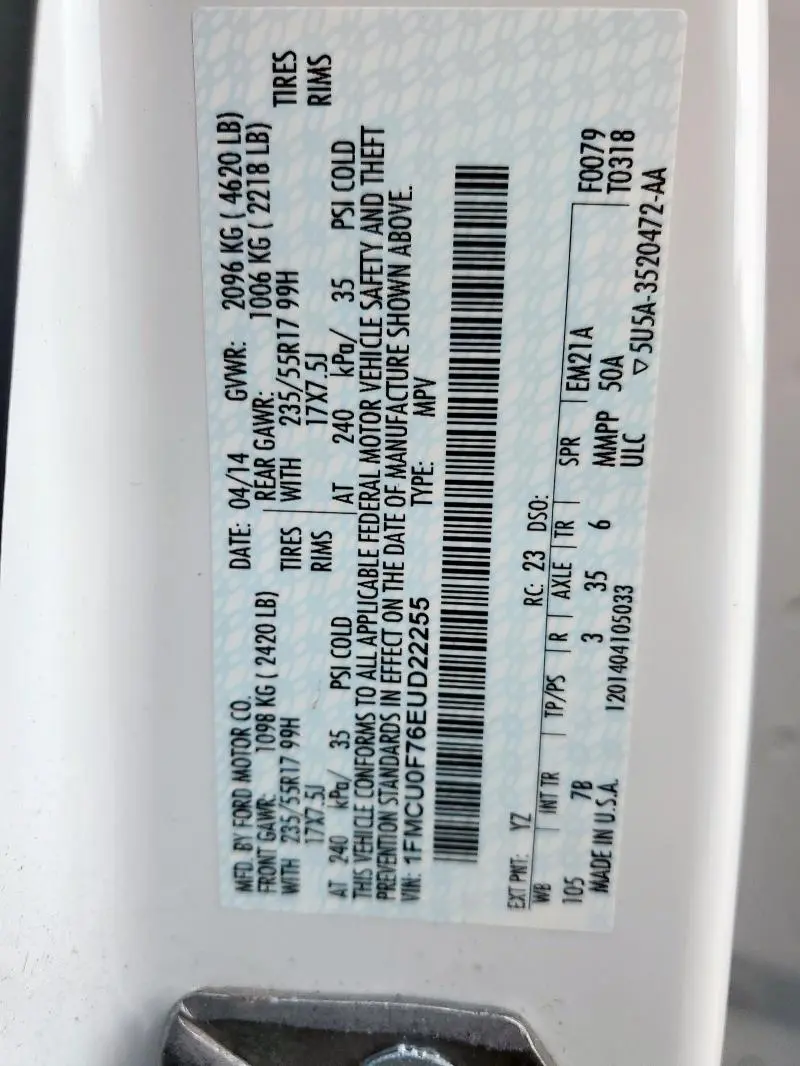 MFD. BY FORD MOTOR CO.
DATE: 04/14 GVWR: 2096 KG ( 4620 LB)
FRONT GAWR: 1098 KG ( 2420 LB) REAR GAWR: 1006 KG ( 2218 LB)
WITH 235/55R17 99H TIRES WITH 235/55R17 99H TIRES
17X7.5J RIMS 17X7.5J RIMS
AT 240 kPa/ 35 PSI COLD AT 240 kPa/ 35 PSI COLD
THIS VEHICLE CONFORMS TO ALL APPLICABLE FEDERAL MOTOR VEHICLE SAFETY AND THEFT
PREVENTION STANDARDS IN EFFECT ON THE DATE OF MANUFACTURE SHOWN ABOVE.
VIN: 1FMCU0F76EUD22255 TYPE: MPV
EXT PNT: YZ RC: 23 DSO:
WB INT TR TP/PS R AXLE TR SPR EM21A F0079
105 7B 3 35 6 MMPP 50A T0318
MADE IN U.S.A. 1201404105033 ULC ▽ 5U5A-3520472-AA